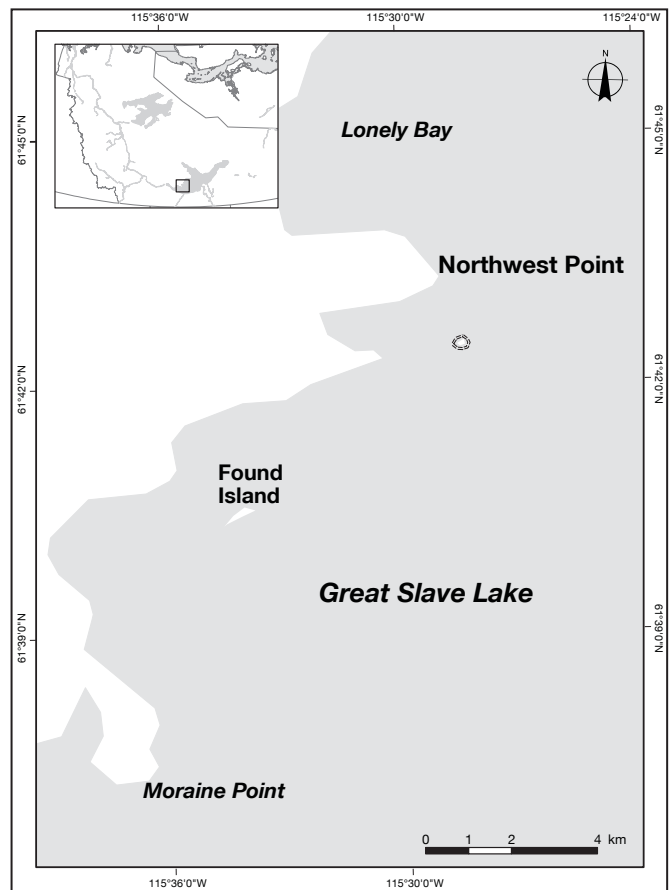 115°36'0"W 115°30'0"W 115°24'0"W
N
61°45'0"N
Lonely Bay
61°45'0"N
Northwest Point
61°42'0"N
61°42'0"N
Found
Island
Great Slave Lake
61°39'0"N
61°39'0"N
Moraine Point
0 1 2 4 km
115°36'0"W 115°30'0"W